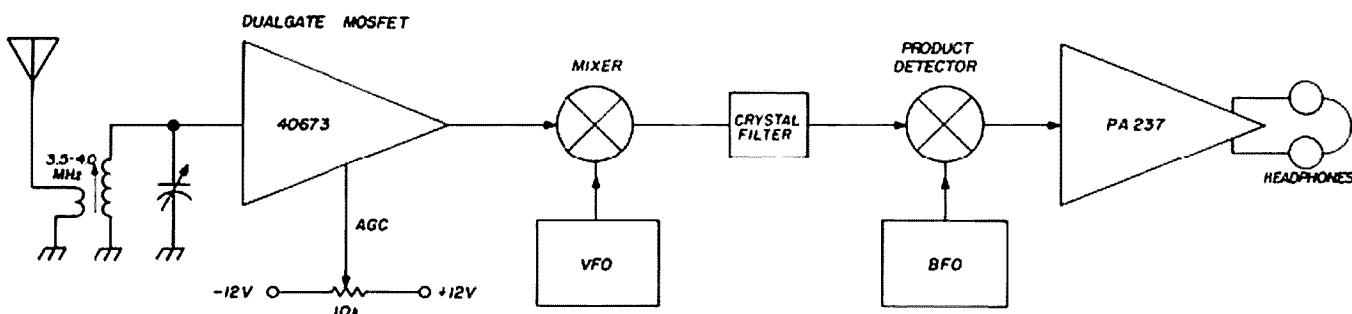 DUALGATE MOSFET
3.5-4.0
MHz
40673
AGC
-12V
+12V
MIXER
VFO
CRYSTAL
FILTER
PRODUCT
DETECTOR
BFO
PA 237
HEADPHONES